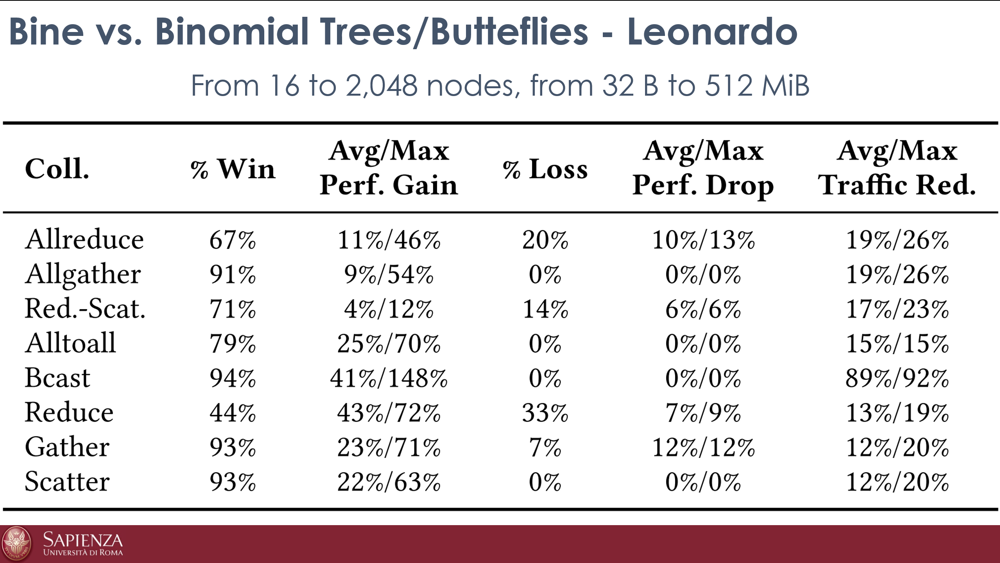 Bine vs. Binomial Trees/Butteflies - Leonardo
From 16 to 2,048 nodes, from 32 B to 512 MiB
Coll. % Win Avg/Max Perf. Gain % Loss Avg/Max Perf. Drop Avg/Max Traffic Red.
Allreduce 67% 11%/46% 20% 10%/13% 19%/26%
Allgather 91% 9%/54% 0% 0%/0% 19%/26%
Red.-Scat. 71% 4%/12% 14% 6%/6% 17%/23%
Alltoall 79% 25%/70% 0% 0%/0% 15%/15%
Bcast 94% 41%/148% 0% 0%/0% 89%/92%
Reduce 44% 43%/72% 33% 7%/9% 13%/19%
Gather 93% 23%/71% 7% 12%/12% 12%/20%
Scatter 93% 22%/63% 0% 0%/0% 12%/20%
STVDIVM VRBIS
SAPIENZA
UNIVERSITÀ DI ROMA